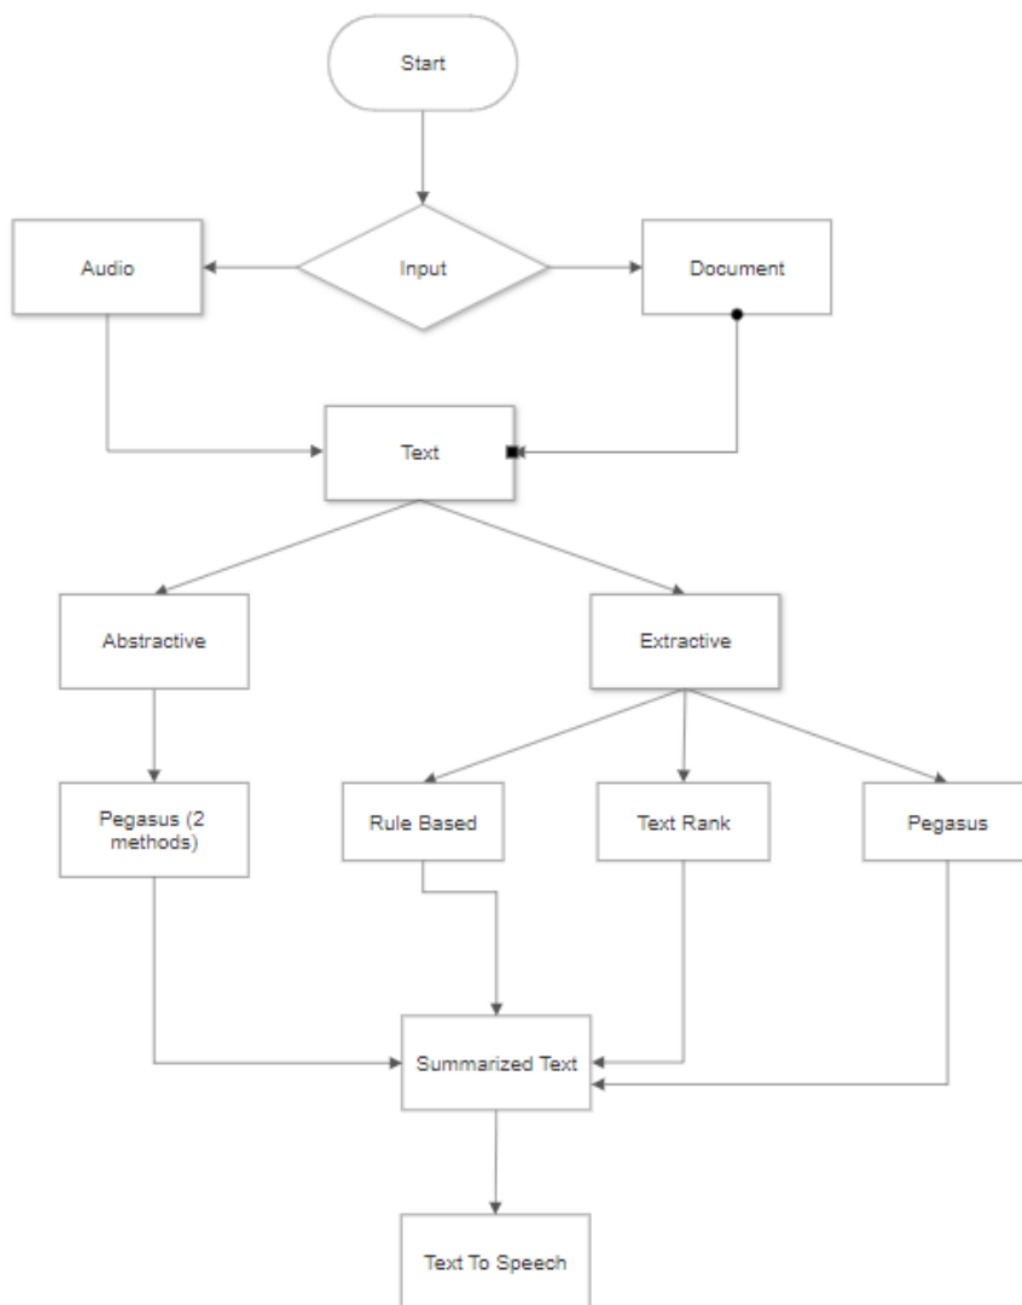 Start
Audio
Input
Document
Text
Abstractive
Extractive
Pegasus (2
methods)
Rule Based
Text Rank
Pegasus
Summarized Text
Text To Speech